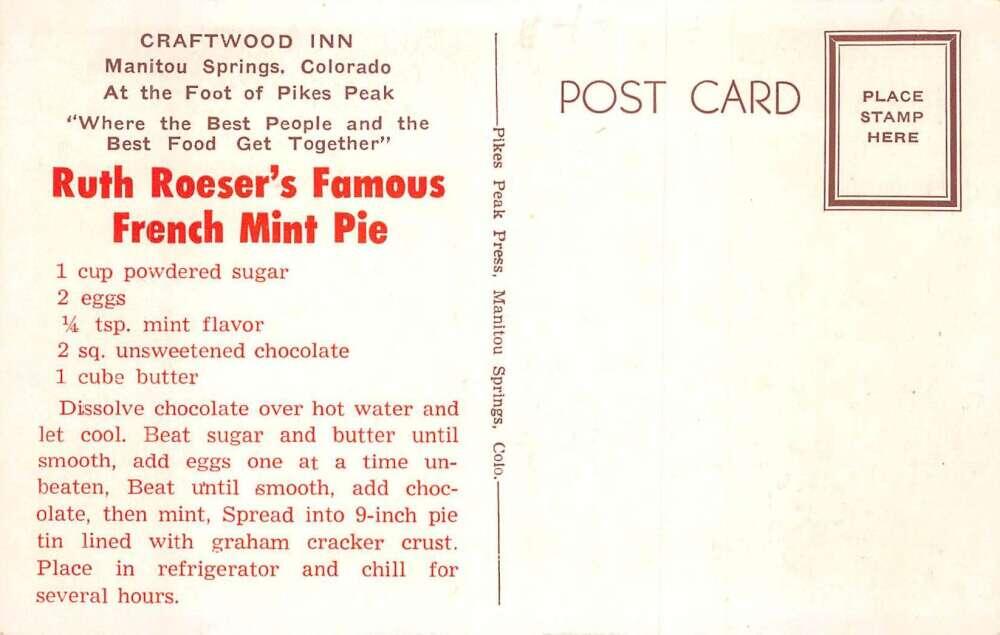 CRAFTWOOD INN
Manitou Springs, Colorado
At the Foot of Pikes Peak
"Where the Best People and the
Best Food Get Together"
Ruth Roeser's Famous
French Mint Pie
1 cup powdered sugar
2 eggs
¼ tsp. mint flavor
2 sq. unsweetened chocolate
1 cube butter
Dissolve chocolate over hot water and
let cool. Beat sugar and butter until
smooth, add eggs one at a time un-
beaten, Beat until smooth, add choc-
olate, then mint, Spread into 9-inch pie
tin lined with graham cracker crust.
Place in refrigerator and chill for
several hours.
Pikes Peak Press, Manitou Springs, Colo.
POST CARD
PLACE
STAMP
HERE